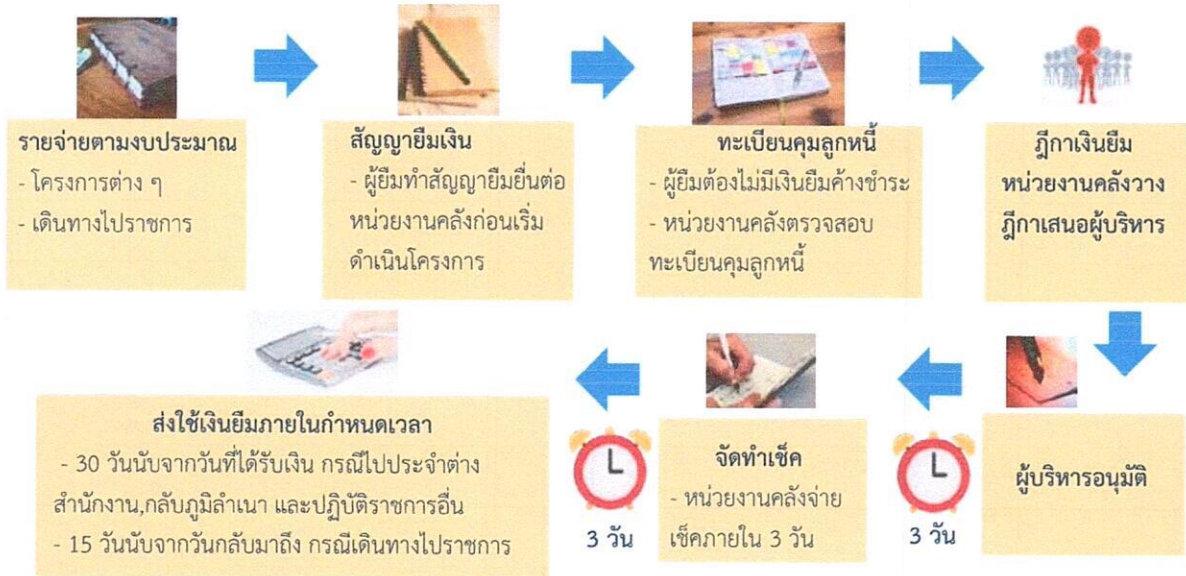 รายจ่ายตามงบประมาณ
- โครงการต่าง ๆ
- เดินทางไปราชการ
สัญญายืมเงิน
- ผู้ยืมทำสัญญายืมยื่นต่อ
หน่วยงานคลังก่อนเริ่ม
ดำเนินโครงการ
ทะเบียนคุมลูกหนี้
- ผู้ยืมต้องไม่มีเงินยืมค้างชำระ
- หน่วยงานคลังตรวจสอบ
ทะเบียนคุมลูกหนี้
ฎีกาเงินยืม
หน่วยงานคลังวาง
ฎีกาเสนอผู้บริหาร
ผู้บริหารอนุมัติ
3 วัน
จัดทำเช็ค
- หน่วยงานคลังจ่าย
เช็คภายใน 3 วัน
3 วัน
ส่งใช้เงินยืมภายในกำหนดเวลา
- 30 วันนับจากวันที่ได้รับเงิน กรณีไปประจำต่าง
สำนักงาน,กลับภูมิลำเนา และปฏิบัติราชการอื่น
- 15 วันนับจากวันกลับมาถึง กรณีเดินทางไปราชการ